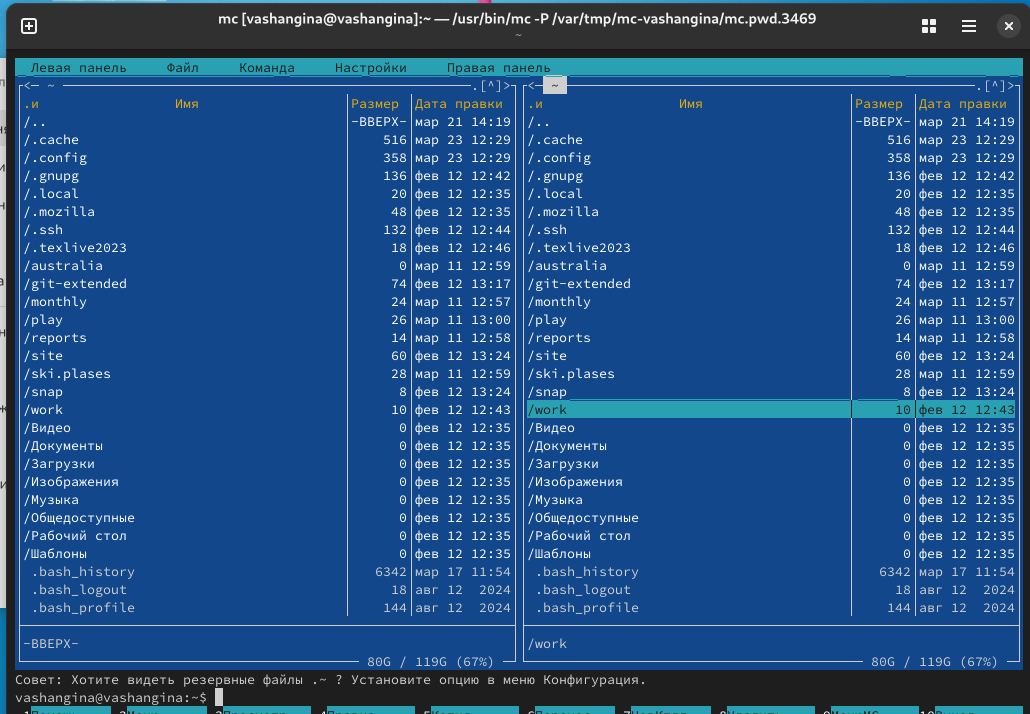 mc [vashangina@vashangina]:~ — /usr/bin/mc -P /var/tmp/mc-vashangina/mc.pwd.3469
~
Левая панель Файл Команда Настройки Правая панель
<- ~ .[^]> <- ~ .[^]>
.и Имя Размер Дата правки .и Имя Размер Дата правки
/.. -ВВЕРХ- мар 21 14:19 /.. -ВВЕРХ- мар 21 14:19
/.cache 516 мар 23 12:29 /.cache 516 мар 23 12:29
/.config 358 мар 23 12:29 /.config 358 мар 23 12:29
/.gnupg 136 фев 12 12:42 /.gnupg 136 фев 12 12:42
/.local 20 фев 12 12:35 /.local 20 фев 12 12:35
/.mozilla 48 фев 12 12:35 /.mozilla 48 фев 12 12:35
/.ssh 132 фев 12 12:44 /.ssh 132 фев 12 12:44
/.texlive2023 18 фев 12 12:46 /.texlive2023 18 фев 12 12:46
/australia 0 мар 11 12:59 /australia 0 мар 11 12:59
/git-extended 74 фев 12 13:17 /git-extended 74 фев 12 13:17
/monthly 24 мар 11 12:57 /monthly 24 мар 11 12:57
/play 26 мар 11 13:00 /play 26 мар 11 13:00
/reports 14 мар 11 12:58 /reports 14 мар 11 12:58
/site 60 фев 12 13:24 /site 60 фев 12 13:24
/ski.plases 28 мар 11 12:59 /ski.plases 28 мар 11 12:59
/snap 8 фев 12 13:24 /snap 8 фев 12 13:24
/work 10 фев 12 12:43 /work 10 фев 12 12:43
/Видео 0 фев 12 12:35 /Видео 0 фев 12 12:35
/Документы 0 фев 12 12:35 /Документы 0 фев 12 12:35
/Загрузки 0 фев 12 12:35 /Загрузки 0 фев 12 12:35
/Изображения 0 фев 12 12:35 /Изображения 0 фев 12 12:35
/Музыка 0 фев 12 12:35 /Музыка 0 фев 12 12:35
/Общедоступные 0 фев 12 12:35 /Общедоступные 0 фев 12 12:35
/Рабочий стол 0 фев 12 12:35 /Рабочий стол 0 фев 12 12:35
/Шаблоны 0 фев 12 12:35 /Шаблоны 0 фев 12 12:35
.bash_history 6342 мар 17 11:54 .bash_history 6342 мар 17 11:54
.bash_logout 18 авг 12 2024 .bash_logout 18 авг 12 2024
.bash_profile 144 авг 12 2024 .bash_profile 144 авг 12 2024
-ВВЕРХ- /work
80G / 119G (67%) 80G / 119G (67%)
Совет: Хотите видеть резервные файлы .~ ? Установите опцию в меню Конфигурация.
vashangina@vashangina:~$